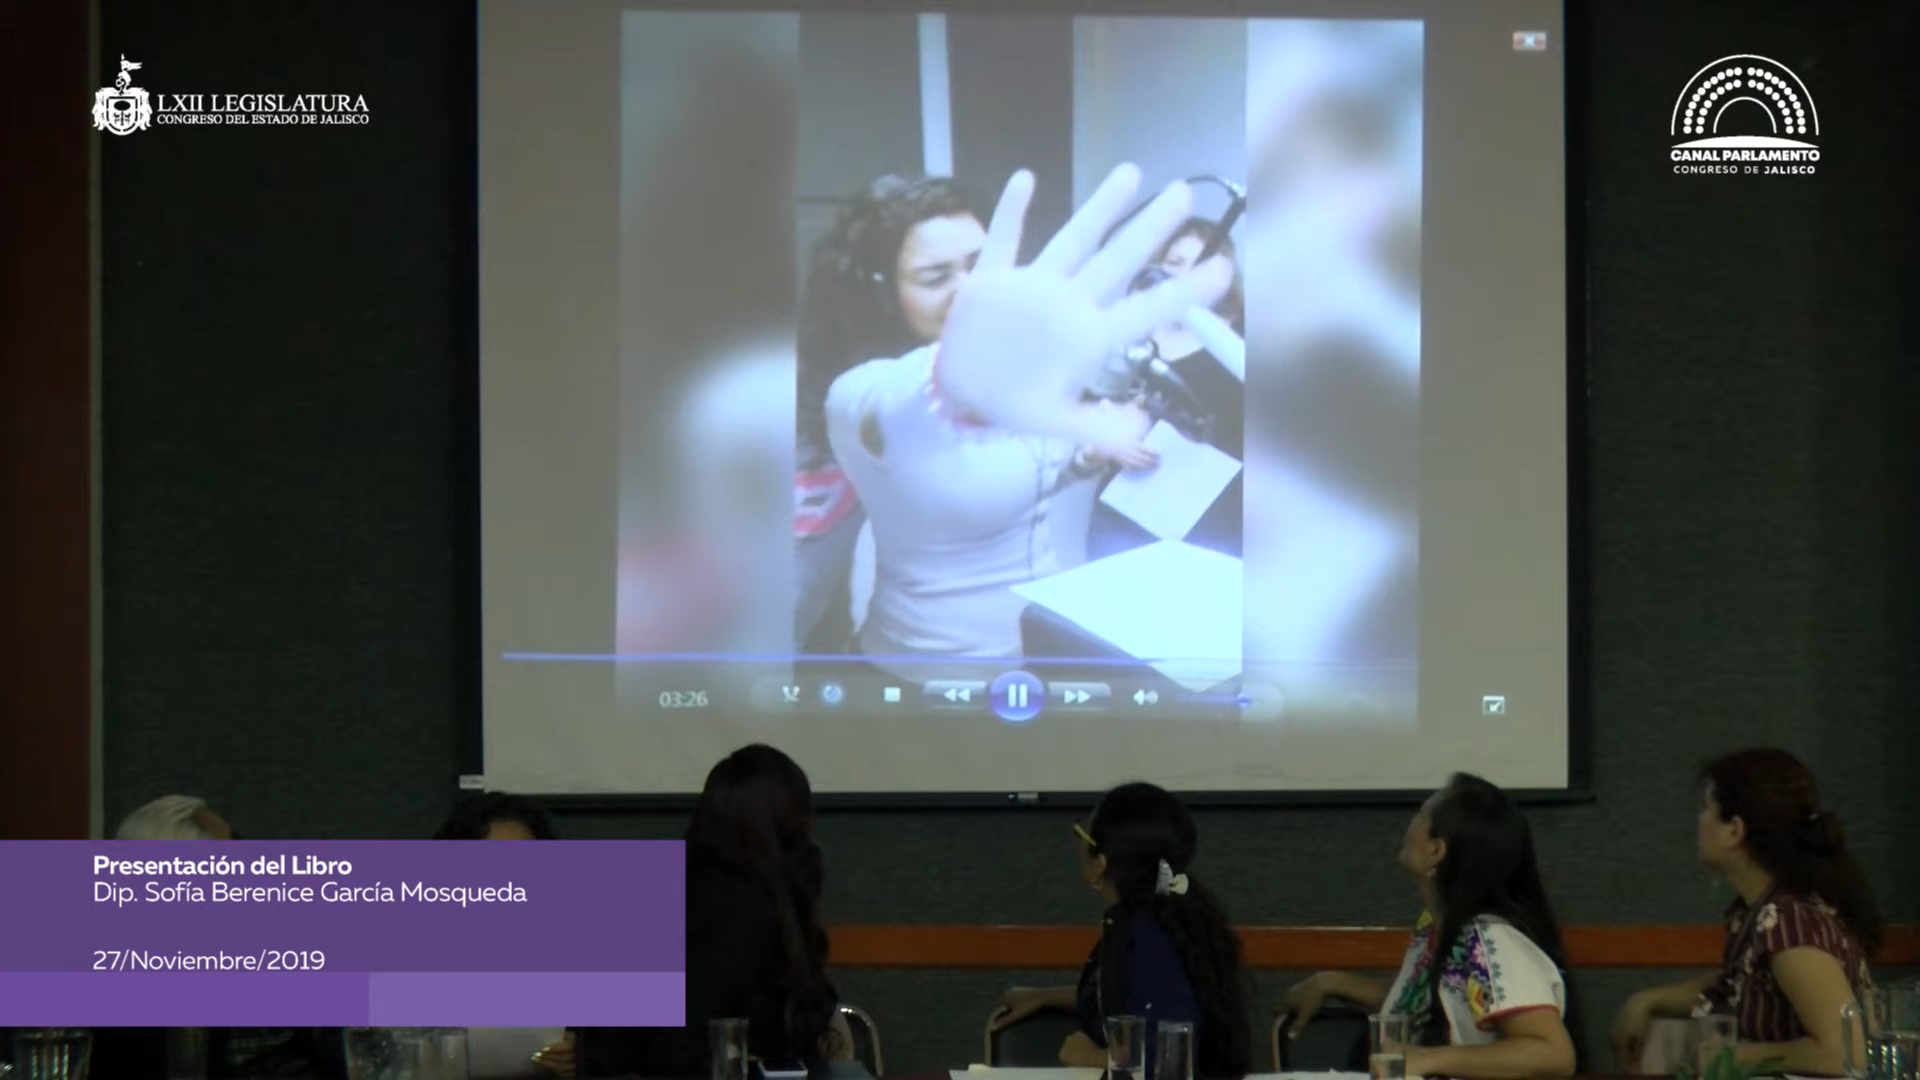 LXII LEGISLATURA
CONGRESO DEL ESTADO DE JALISCO
CANAL PARLAMENTO
CONGRESO DE JALISCO
03:26
Presentación del Libro
Dip. Sofía Berenice García Mosqueda
27/Noviembre/2019